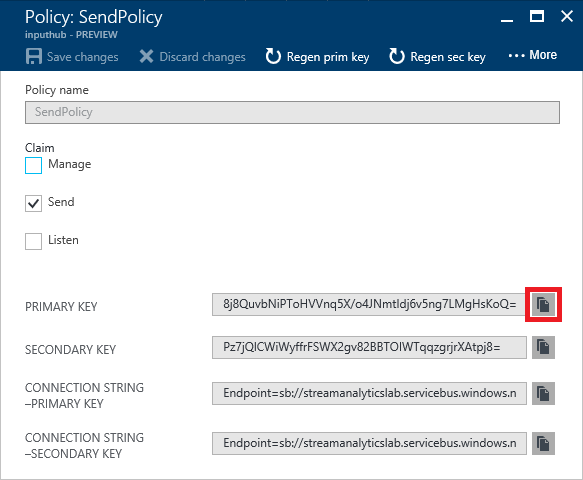 Policy: SendPolicy
inputhub - PREVIEW
Save changes Discard changes Regen prim key Regen sec key ••• More
Policy name
SendPolicy
Claim
Manage
Send
Listen
PRIMARY KEY 8j8QuvbNiPToHVVnq5X/o4JNmtldj6v5ng7LMgHsKoQ=
SECONDARY KEY Pz7jQlCWiWyffrFSWX2gv82BBTOlWTqqzgrjrXAtpj8=
CONNECTION STRING
–PRIMARY KEY Endpoint=sb://streamanalyticslab.servicebus.windows.n
CONNECTION STRING
–SECONDARY KEY Endpoint=sb://streamanalyticslab.servicebus.windows.n